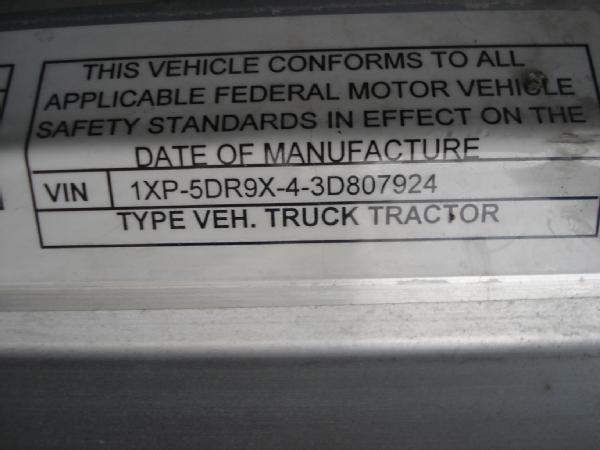 THIS VEHICLE CONFORMS TO ALL
APPLICABLE FEDERAL MOTOR VEHICLE
SAFETY STANDARDS IN EFFECT ON THE
DATE OF MANUFACTURE
VIN 1XP-5DR9X-4-3D807924
TYPE VEH. TRUCK TRACTOR